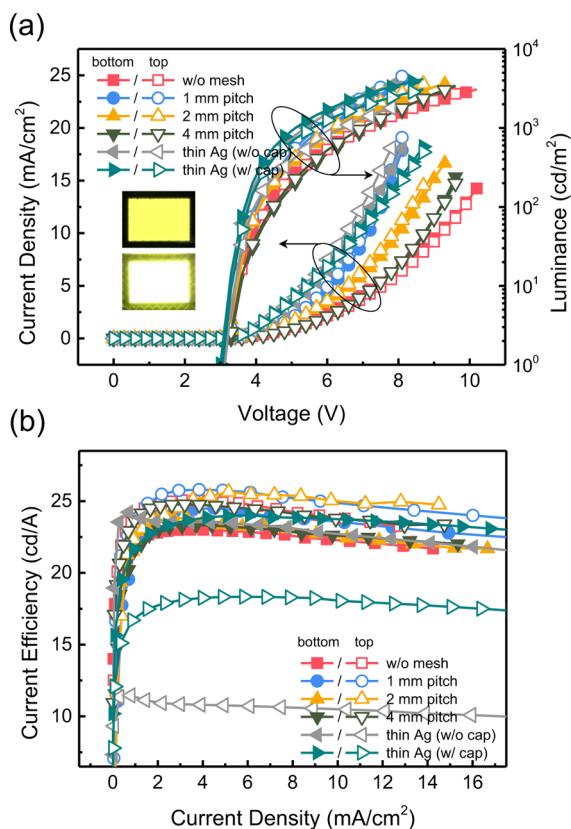 (a)
bottom top
w/o mesh
1 mm pitch
2 mm pitch
4 mm pitch
thin Ag (w/o cap)
thin Ag (w/ cap)
25
20
15
10
5
0
Current Density (mA/cm²)
10⁴
10³
10²
10¹
10⁰
Luminance (cd/m²)
0 2 4 6 8 10
Voltage (V)
(b)
30
25
20
15
10
Current Efficiency (cd/A)
bottom top
/ w/o mesh
/ 1 mm pitch
/ 2 mm pitch
/ 4 mm pitch
/ thin Ag (w/o cap)
/ thin Ag (w/ cap)
0 2 4 6 8 10 12 14 16
Current Density (mA/cm²)